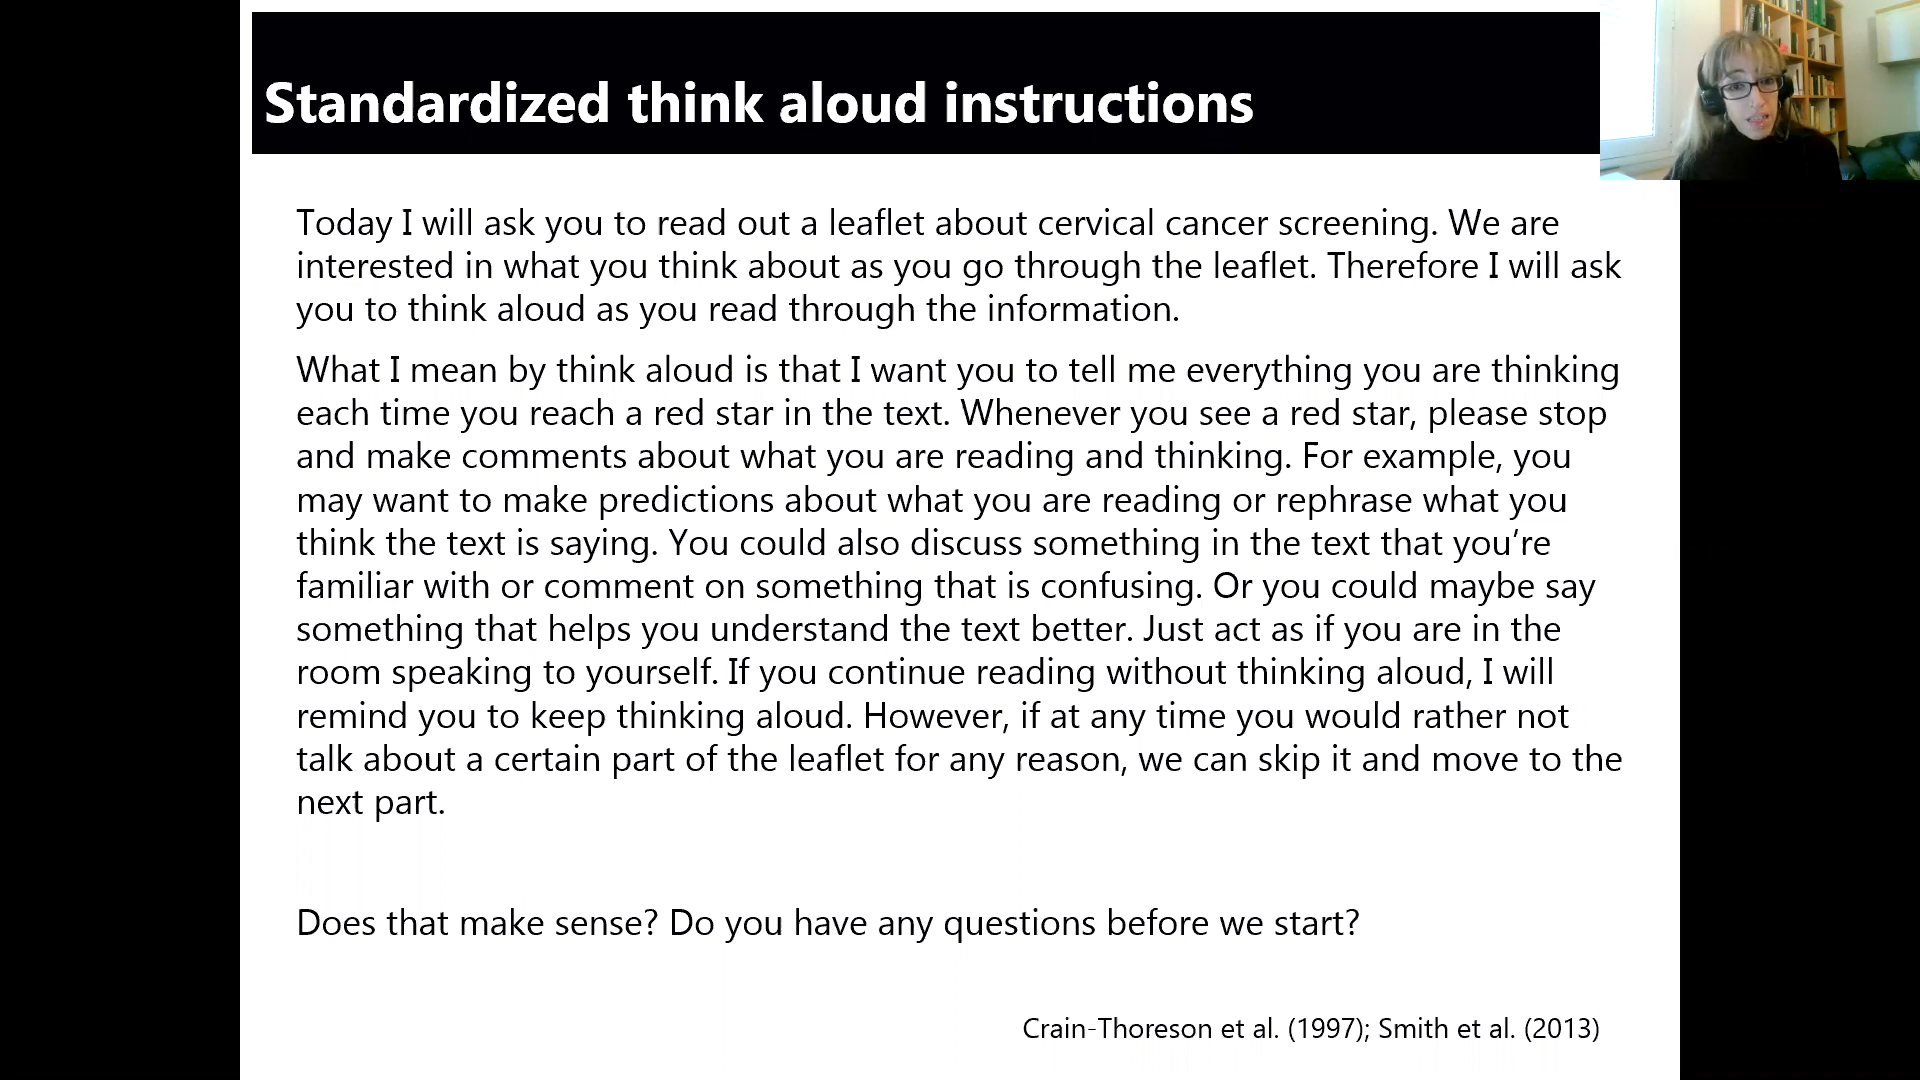 Standardized think aloud instructions
Today I will ask you to read out a leaflet about cervical cancer screening. We are
interested in what you think about as you go through the leaflet. Therefore I will ask
you to think aloud as you read through the information.
What I mean by think aloud is that I want you to tell me everything you are thinking
each time you reach a red star in the text. Whenever you see a red star, please stop
and make comments about what you are reading and thinking. For example, you
may want to make predictions about what you are reading or rephrase what you
think the text is saying. You could also discuss something in the text that you’re
familiar with or comment on something that is confusing. Or you could maybe say
something that helps you understand the text better. Just act as if you are in the
room speaking to yourself. If you continue reading without thinking aloud, I will
remind you to keep thinking aloud. However, if at any time you would rather not
talk about a certain part of the leaflet for any reason, we can skip it and move to the
next part.
Does that make sense? Do you have any questions before we start?
Crain-Thoreson et al. (1997); Smith et al. (2013)